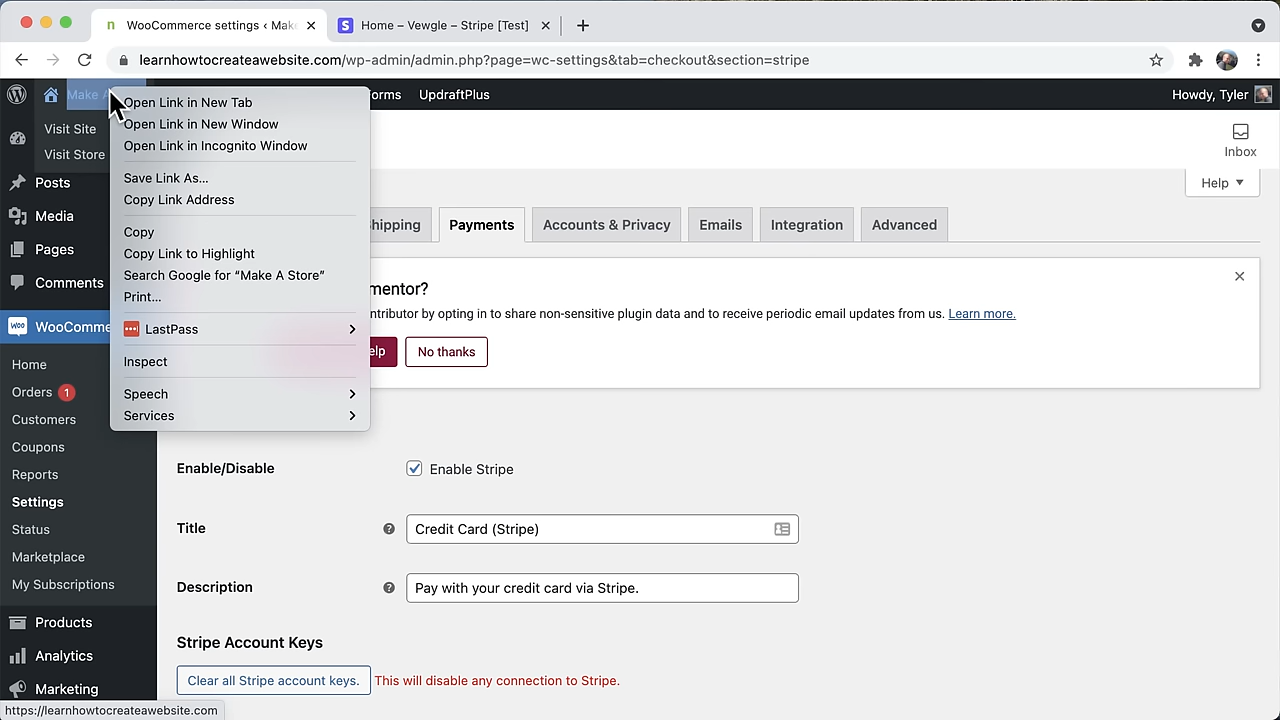 WooCommerce settings ‹ Make
Home – Vewgle – Stripe [Test]
learnhowtocreateawebsite.com/wp-admin/admin.php?page=wc-settings&tab=checkout&section=stripe
Make
UpdraftPlus
Howdy, Tyler
Visit Site
Visit Store
Open Link in New Tab
Open Link in New Window
Open Link in Incognito Window
Save Link As...
Copy Link Address
Copy
Copy Link to Highlight
Search Google for “Make A Store”
Print...
LastPass
Inspect
Speech
Services
Inbox
Help
Posts
Media
Pages
Comments
WooComme
Home
Orders 1
Customers
Coupons
Reports
Settings
Status
Marketplace
My Subscriptions
Products
Analytics
Marketing
hipping
Payments
Accounts & Privacy
Emails
Integration
Advanced
mentor?
ntributor by opting in to share non-sensitive plugin data and to receive periodic email updates from us. Learn more.
elp
No thanks
Enable/Disable
Enable Stripe
Title
Credit Card (Stripe)
Description
Pay with your credit card via Stripe.
Stripe Account Keys
Clear all Stripe account keys.
This will disable any connection to Stripe.
https://learnhowtocreateawebsite.com